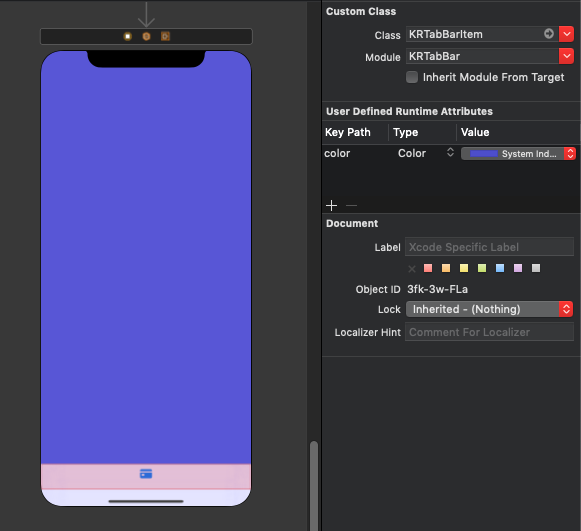 Custom Class
Class KRTabBarItem
Module KRTabBar
Inherit Module From Target
User Defined Runtime Attributes
Key Path Type Value
color Color System Ind...
Document
Label Xcode Specific Label
Object ID 3fk-3w-FLa
Lock Inherited - (Nothing)
Localizer Hint Comment For Localizer